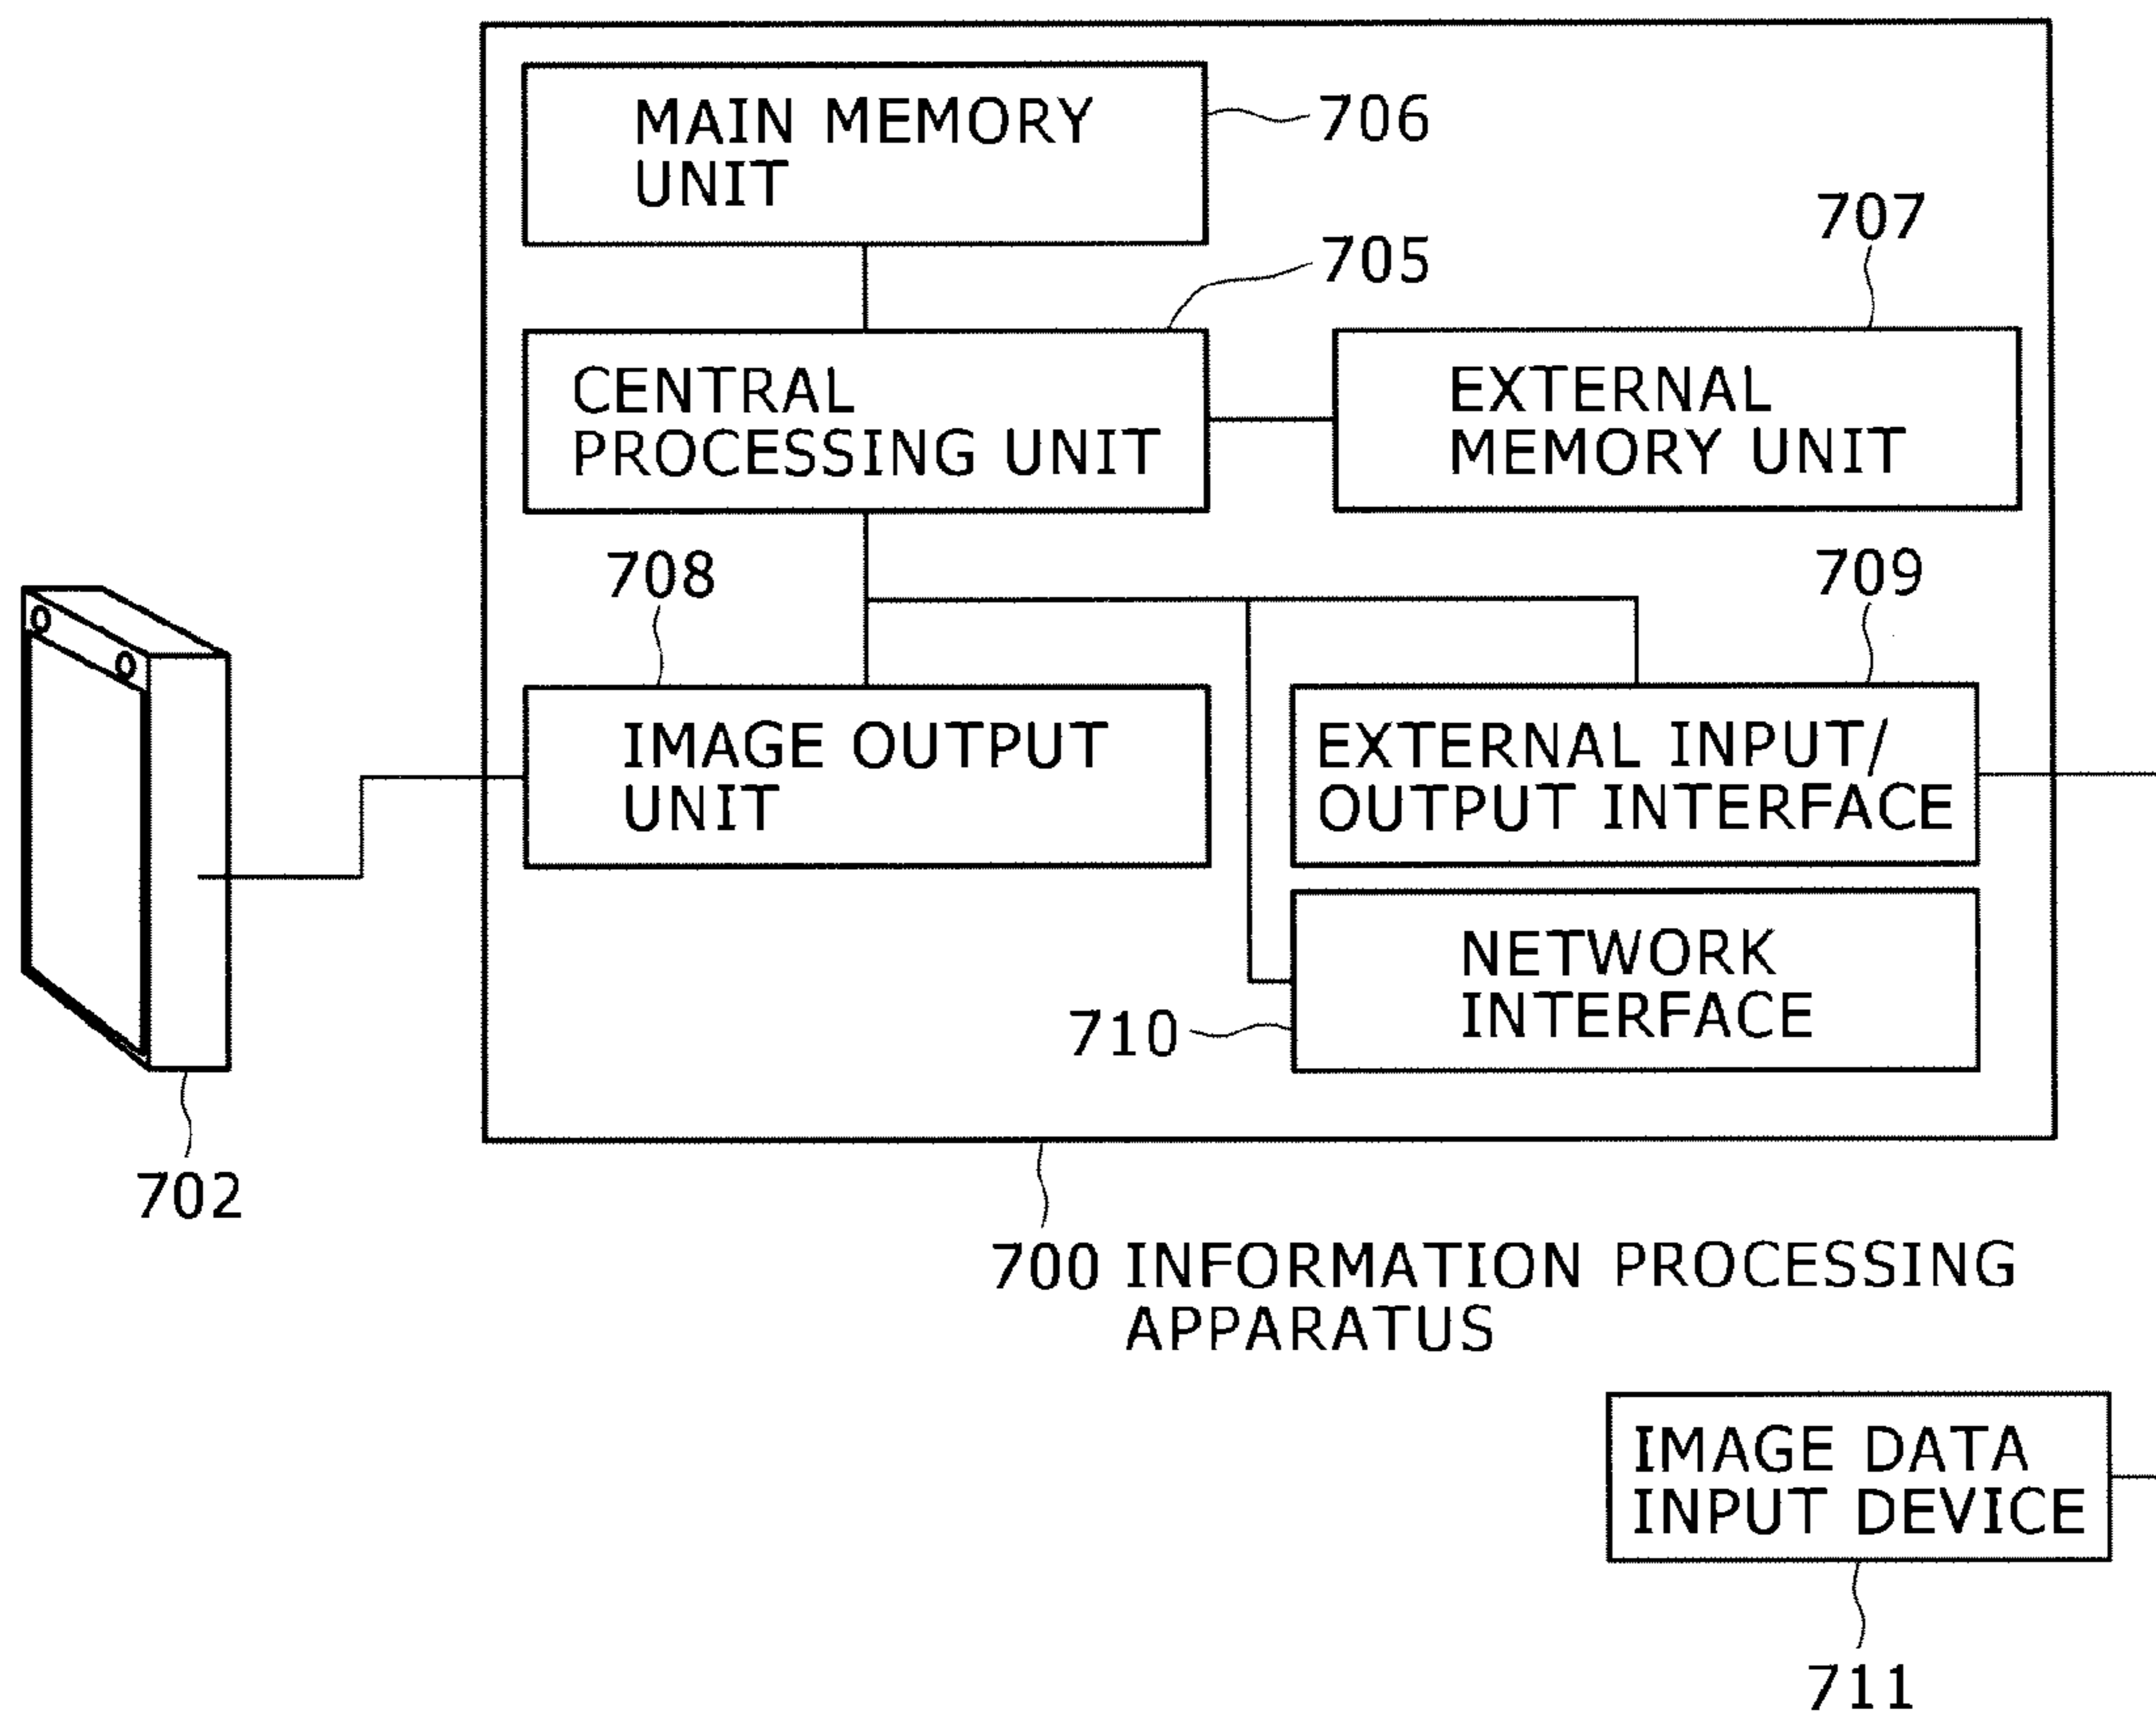 MAIN MEMORY
UNIT
706
707
705
CENTRAL
PROCESSING UNIT
EXTERNAL
MEMORY UNIT
708
709
IMAGE OUTPUT
UNIT
EXTERNAL INPUT/
OUTPUT INTERFACE
NETWORK
INTERFACE
710
702
700 INFORMATION PROCESSING
APPARATUS
IMAGE DATA
INPUT DEVICE
711